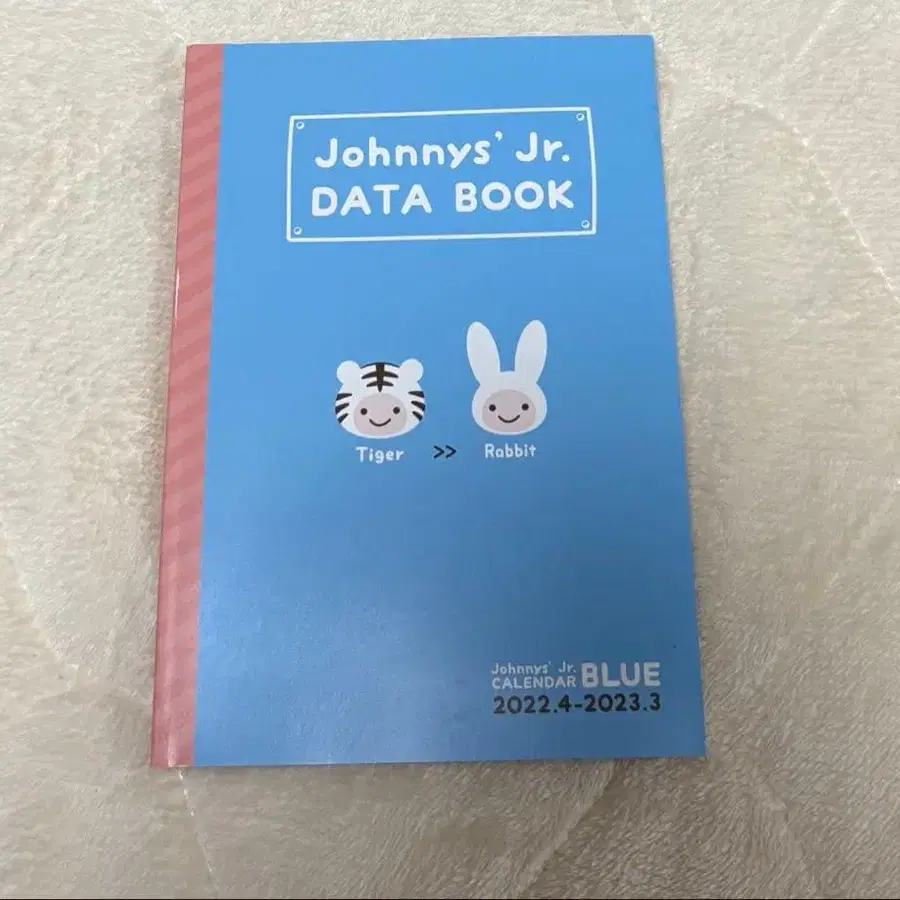 Johnnys' Jr.
DATA BOOK
Tiger >> Rabbit
Johnnys' Jr.
CALENDAR BLUE
2022.4-2023.3